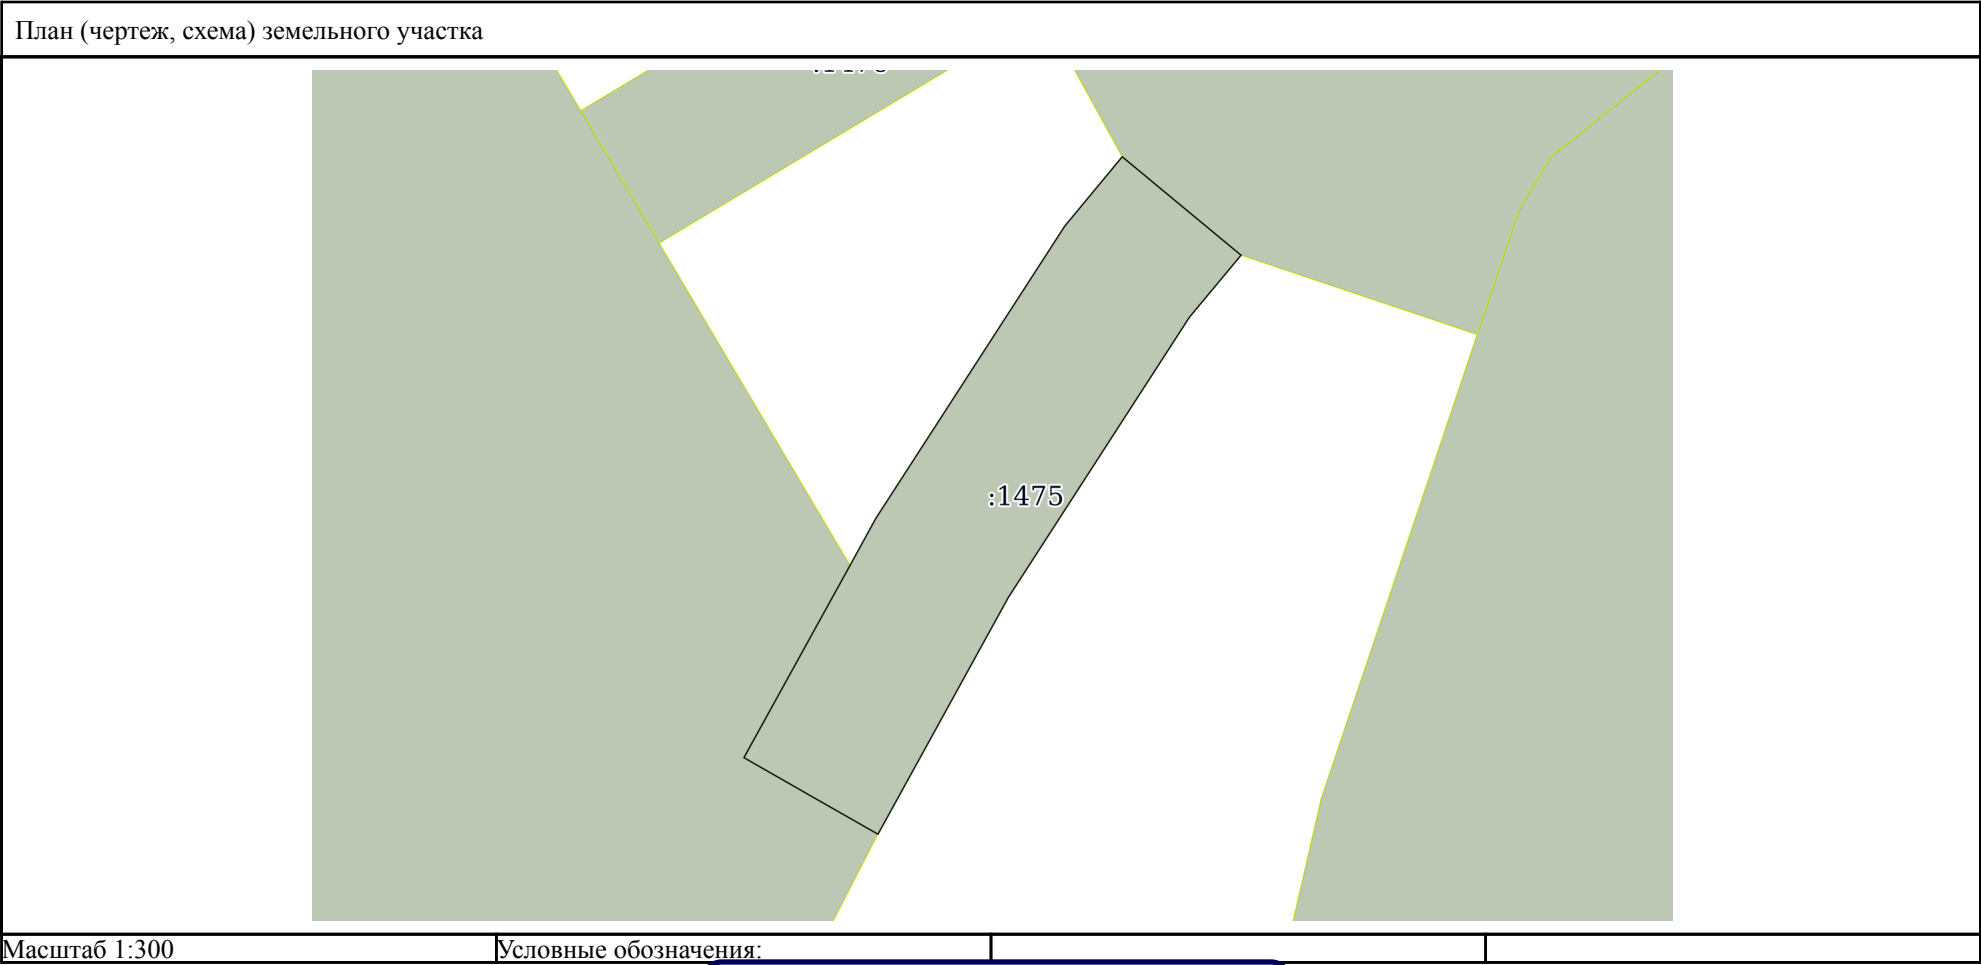 План (чертеж, схема) земельного участка
:1475
Масштаб 1:300
Условные обозначения: